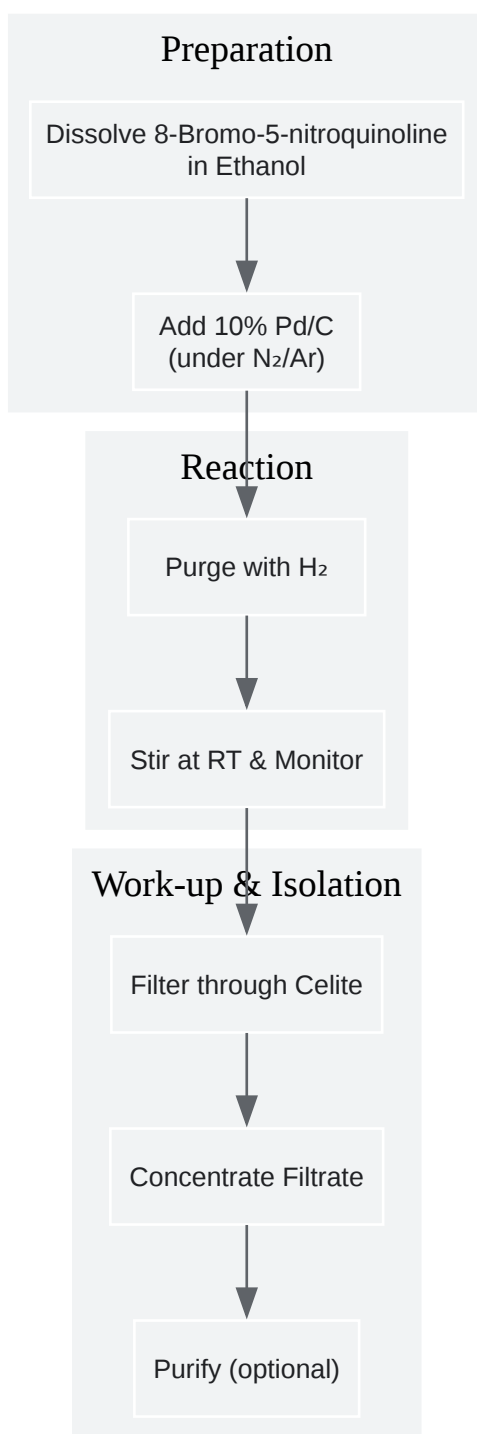 Preparation
Dissolve 8-Bromo-5-nitroquinoline
in Ethanol
Add 10% Pd/C
(under N₂/Ar)
Reaction
Purge with H₂
Stir at RT & Monitor
Work-up & Isolation
Filter through Celite
Concentrate Filtrate
Purify (optional)